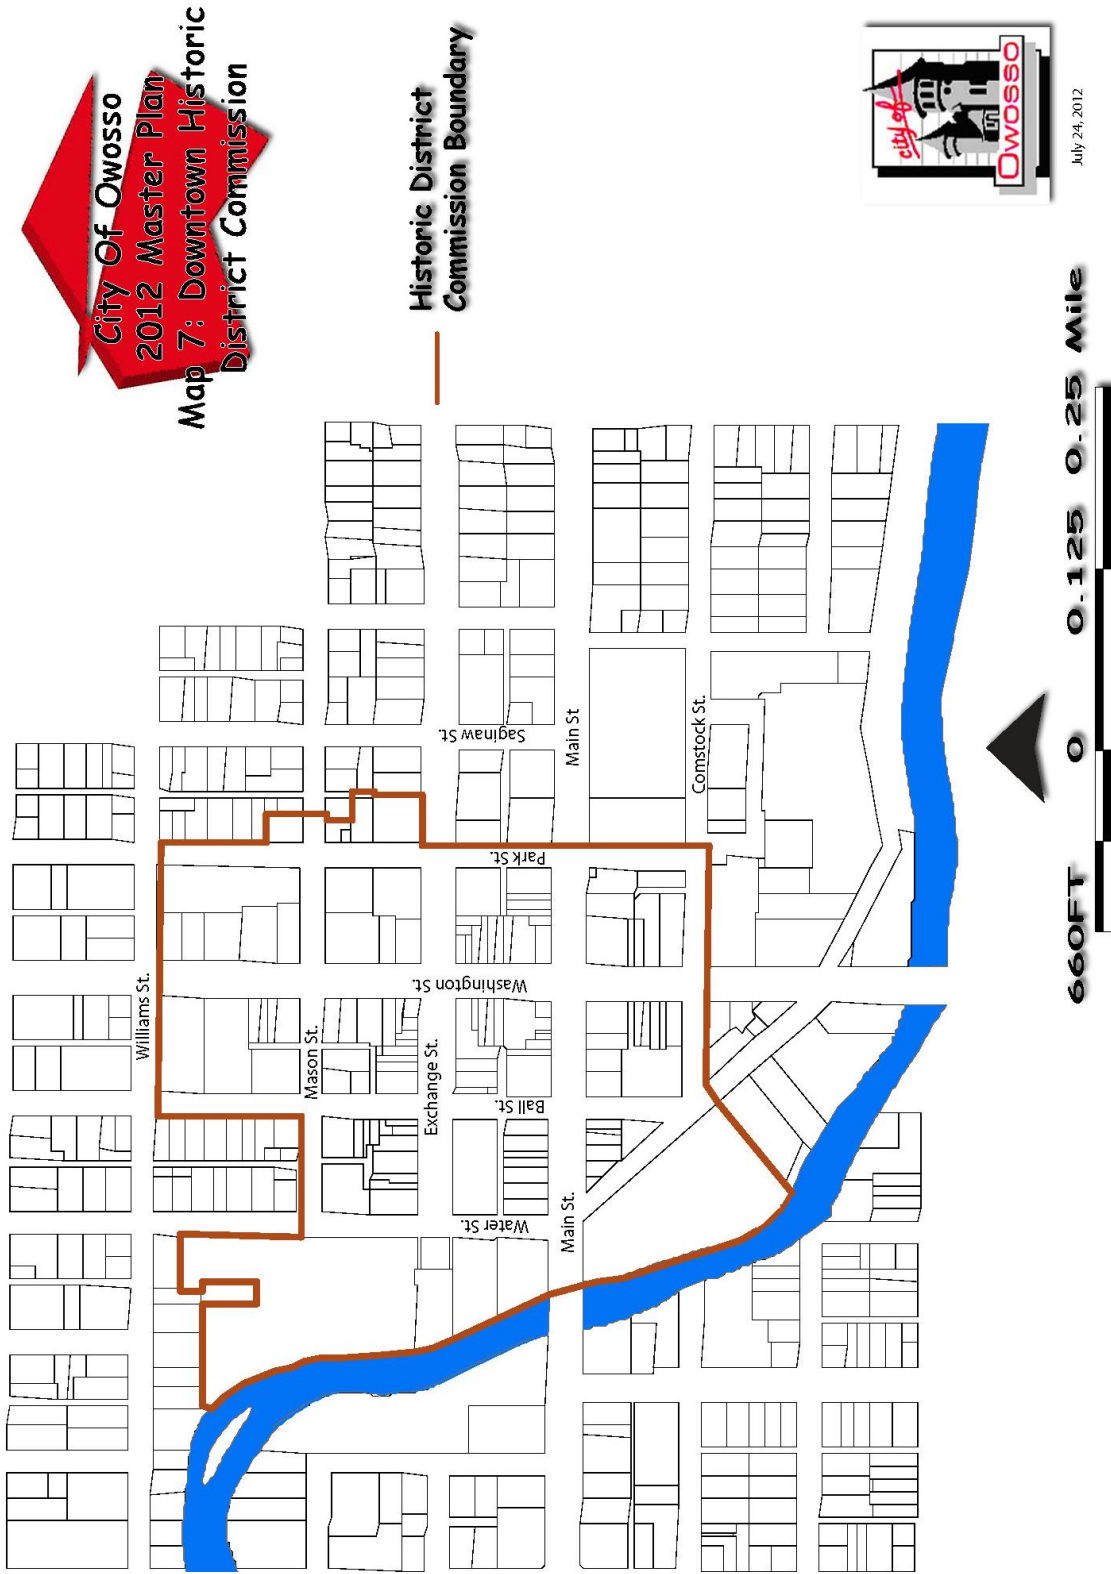 City Of Owosso
2012 Master Plan
Map 7: Downtown Historic
District Commission
Historic District
Commission Boundary
city of
Owosso
July 24, 2012
Williams St.
Mason St.
Exchange St.
Main St.
Main St
Comstock St.
Water St.
Ball St.
Washington St.
Park St.
Saginaw St.
660FT 0 0.125 0.25 Mile